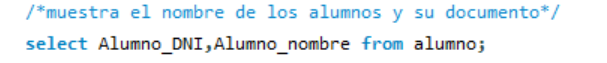 /*muestra el nombre de los alumnos y su documento*/
select Alumno_DNI,Alumno_nombre from alumno;